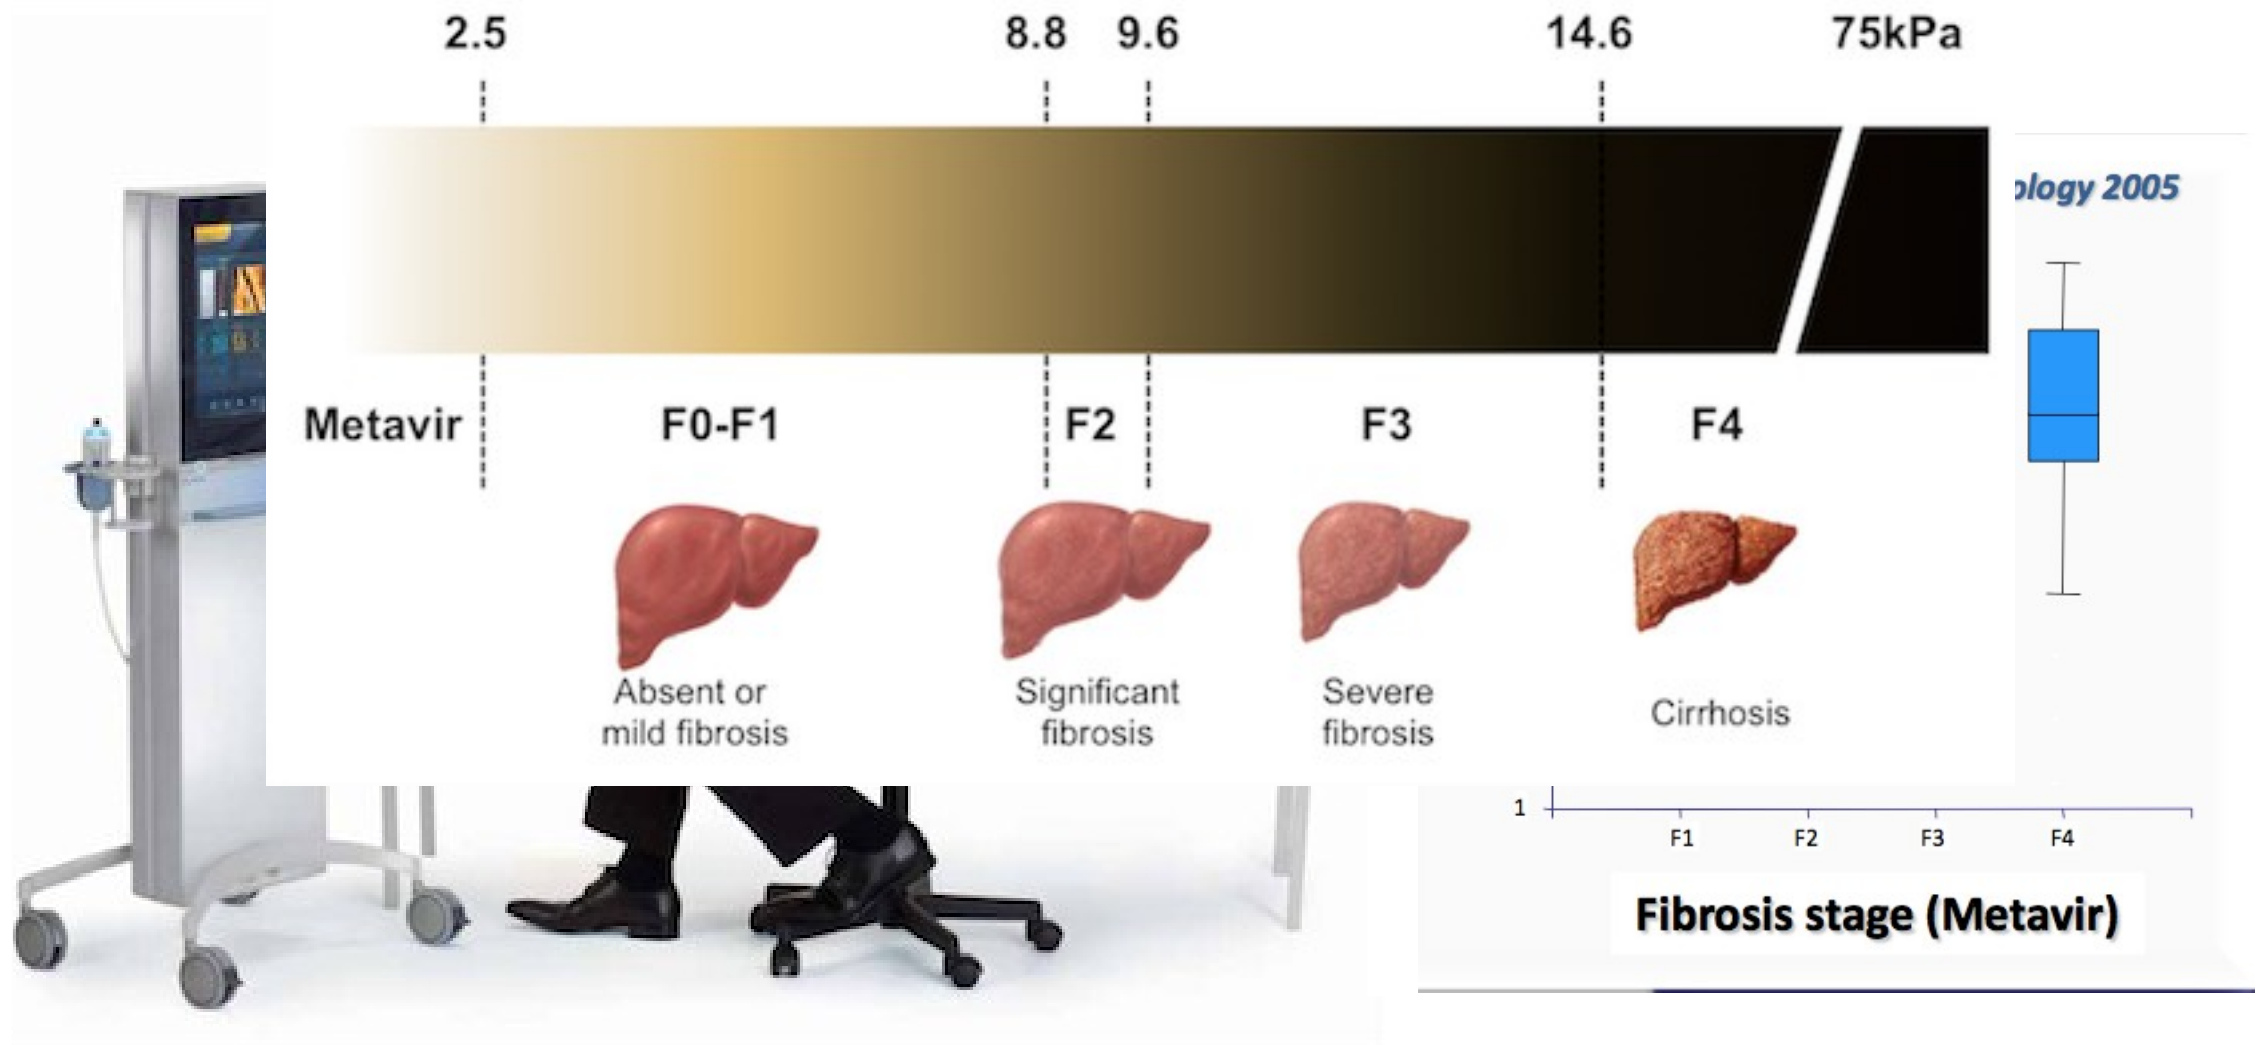 2.5 8.8 9.6 14.6 75kPa
ology 2005
Metavir F0-F1 F2 F3 F4
Absent or
mild fibrosis
Significant
fibrosis
Severe
fibrosis
Cirrhosis
1
F1 F2 F3 F4
Fibrosis stage (Metavir)